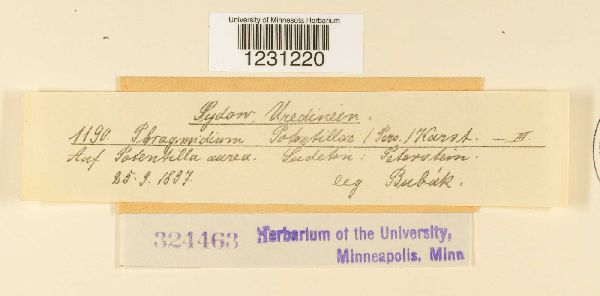 University of Minnesota Herbarium
1231220
Sydow, Uredineen.
1190. Phragmidium Potentillae (Pers.) Karst. — III.
Auf Potentilla aurea. Sudeten: Peterstein.
25. 9. 1897. leg Bubák.
324463 Herbarium of the University,
Minneapolis, Minn